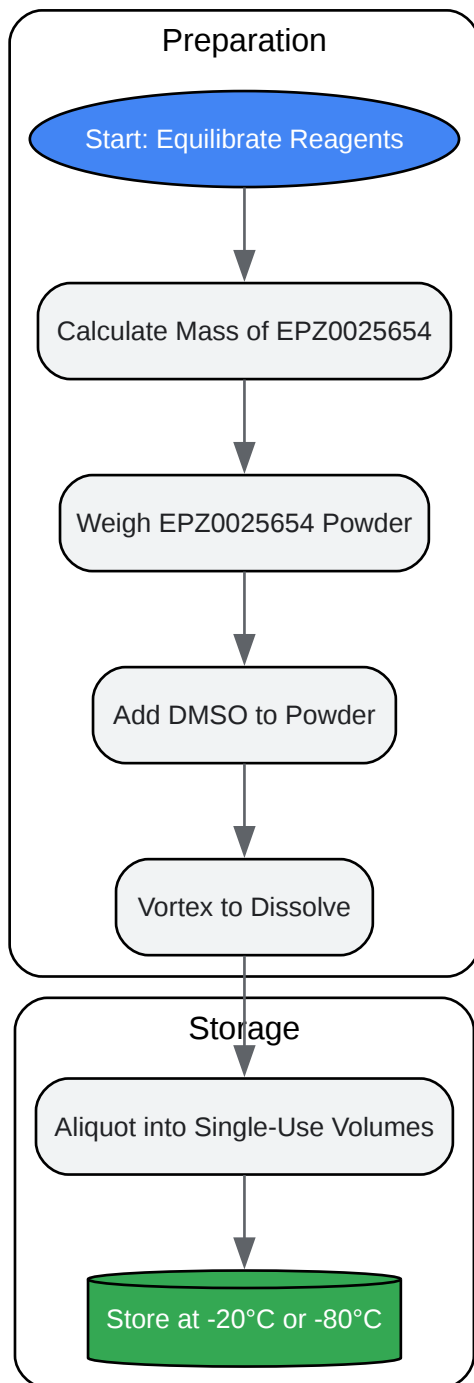 Preparation
Start: Equilibrate Reagents
Calculate Mass of EPZ0025654
Weigh EPZ0025654 Powder
Add DMSO to Powder
Vortex to Dissolve
Storage
Aliquot into Single-Use Volumes
Store at -20°C or -80°C